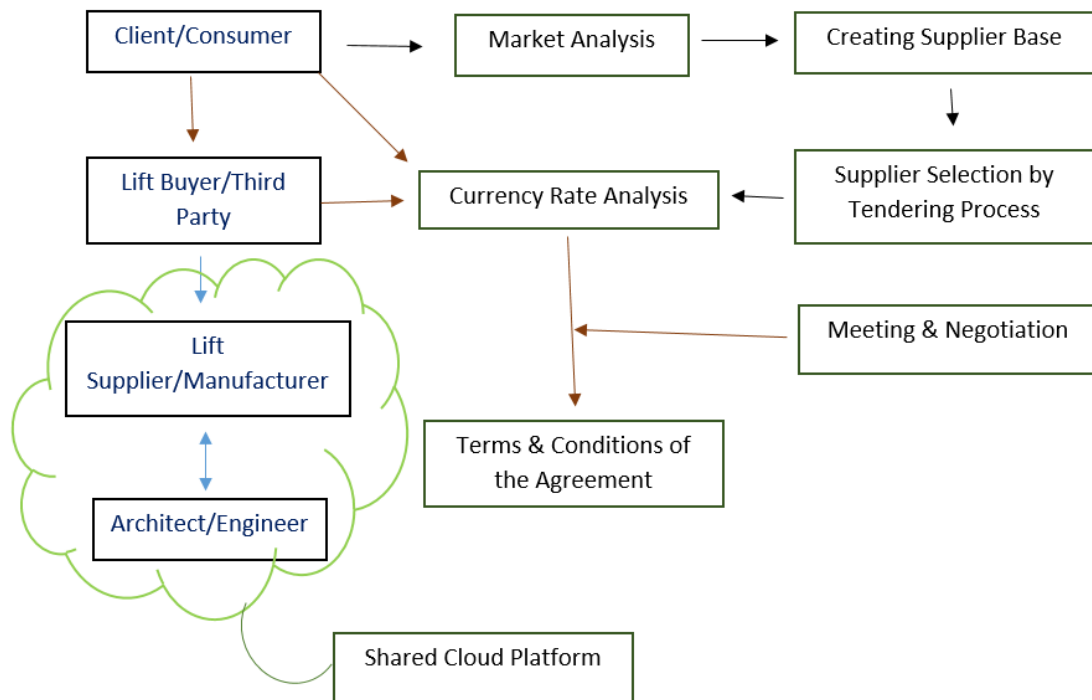 Client/Consumer
Market Analysis
Creating Supplier Base
Lift Buyer/Third
Party
Currency Rate Analysis
Supplier Selection by
Tendering Process
Lift
Supplier/Manufacturer
Meeting & Negotiation
Terms & Conditions of
the Agreement
Architect/Engineer
Shared Cloud Platform